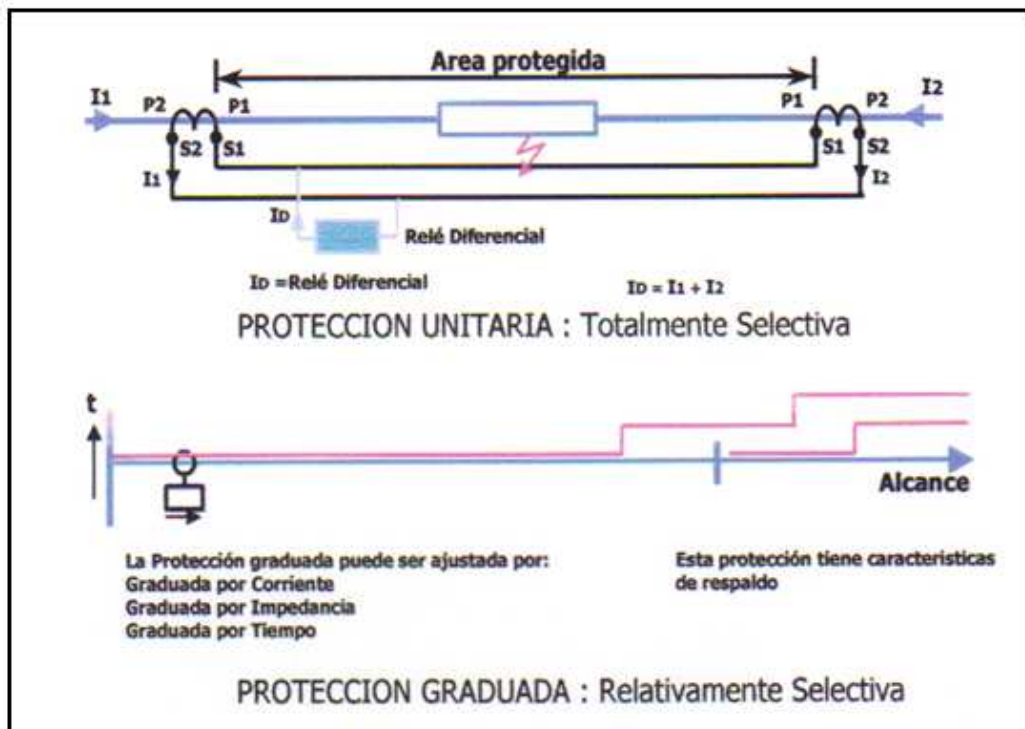 Area protegida
I1 P2 P1 P1 P2 I2
S2 S1 S1 S2
I1 I2
ID
Relé Diferencial
ID =Relé Diferencial
ID = I1 + I2
PROTECCION UNITARIA : Totalmente Selectiva
t
Alcance
La Protección graduada puede ser ajustada por:
Graduada por Corriente
Graduada por Impedancia
Graduada por Tiempo
Esta protección tiene caracteristicas
de respaldo
PROTECCION GRADUADA : Relativamente Selectiva